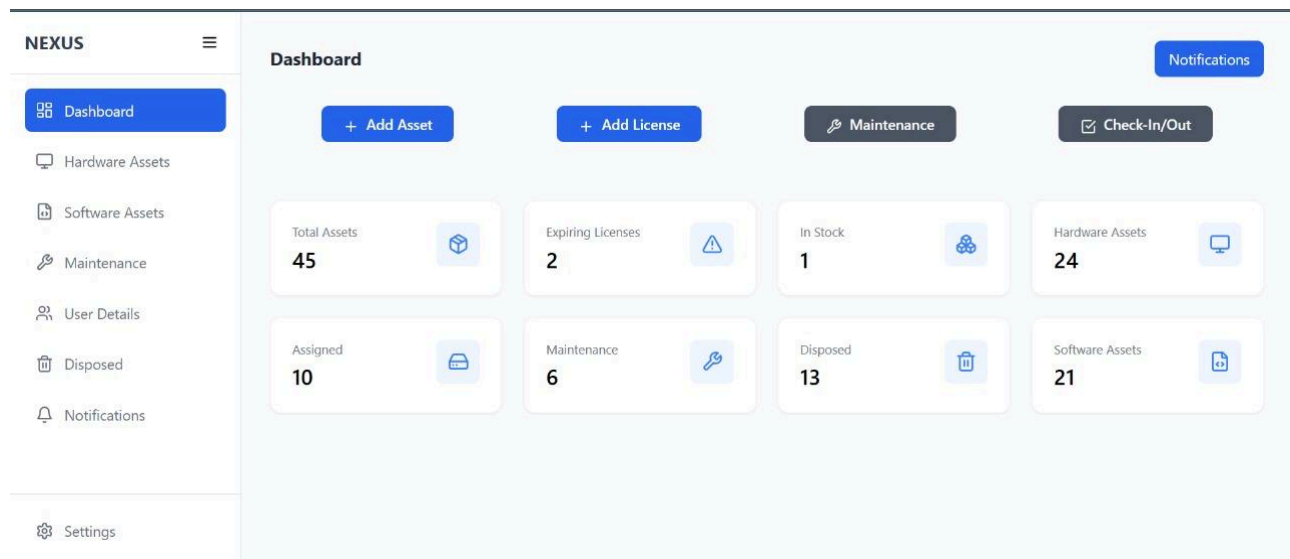 NEXUS
Dashboard
Hardware Assets
Software Assets
Maintenance
User Details
Disposed
Notifications
Settings
Dashboard
Notifications
+ Add Asset
+ Add License
Maintenance
Check-In/Out
Total Assets
45
Expiring Licenses
2
In Stock
1
Hardware Assets
24
Assigned
10
Maintenance
6
Disposed
13
Software Assets
21